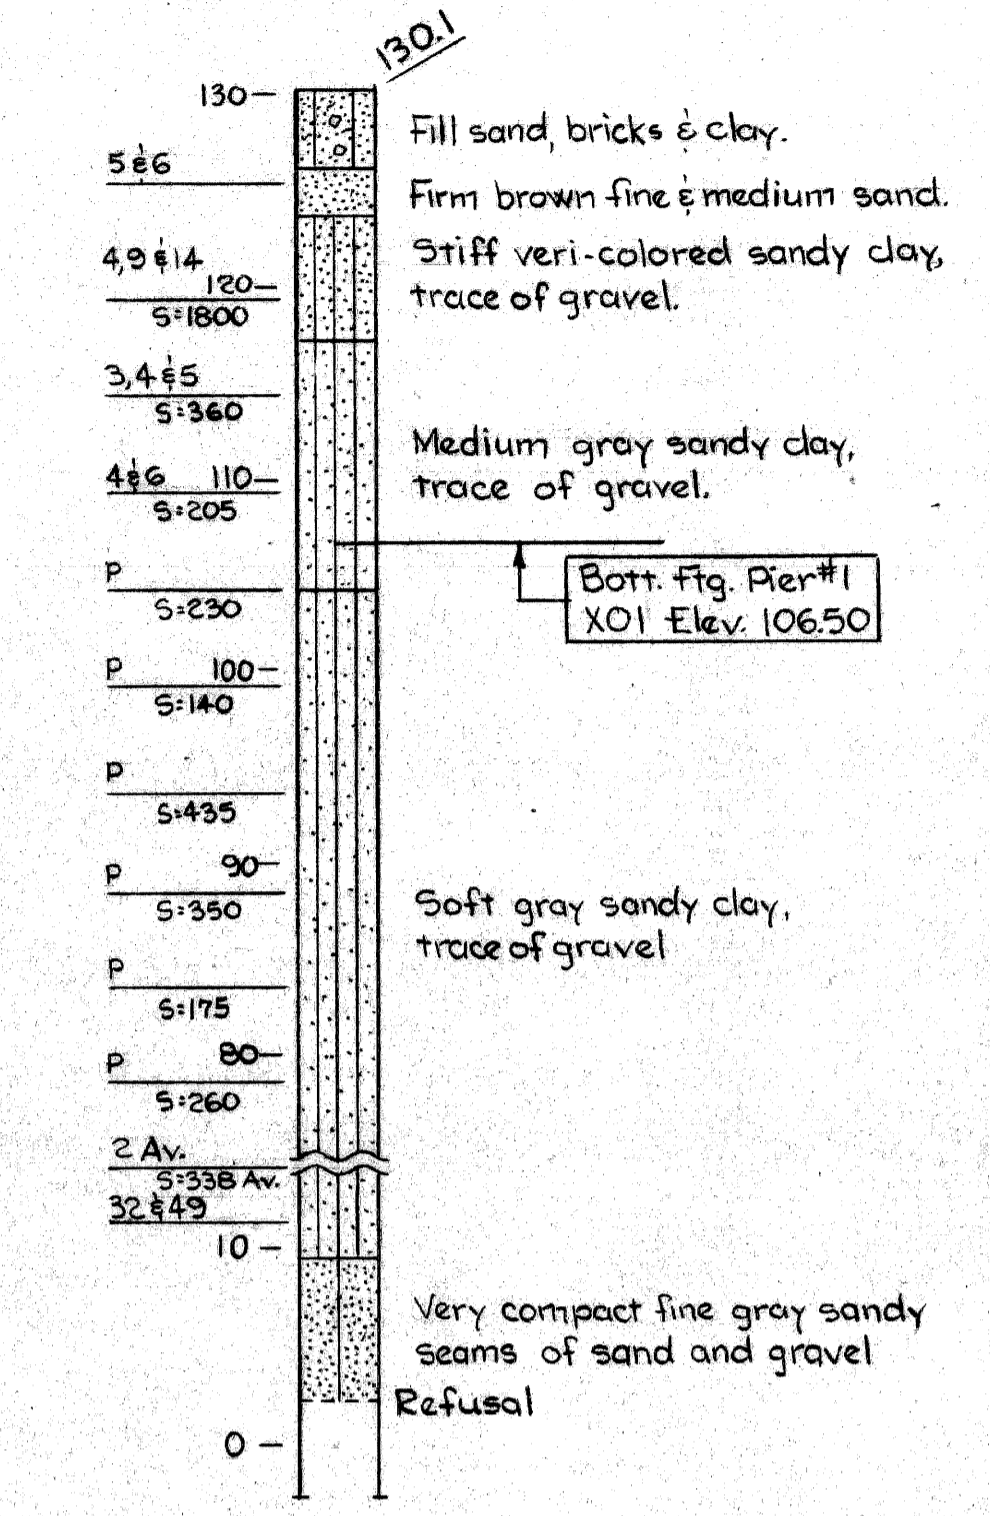 130.1
130-
Fill sand, bricks & clay.
5 & 6
Firm brown fine & medium sand.
4, 9 & 14
Stiff veri-colored sandy clay,
trace of gravel.
120-
S=1800
3, 4 & 5
S=360
Medium gray sandy clay,
trace of gravel.
4 & 6 110-
S=205
P
S=230
Bott. Ftg. Pier #1
XO1 Elev. 106.50
P 100-
S=140
P
S=435
P 90-
S=350
Soft gray sandy clay,
trace of gravel
P
S=175
P 80-
S=260
2 Av.
S=338 Av.
32 & 49
10-
Very compact fine gray sandy
seams of sand and gravel
Refusal
0-